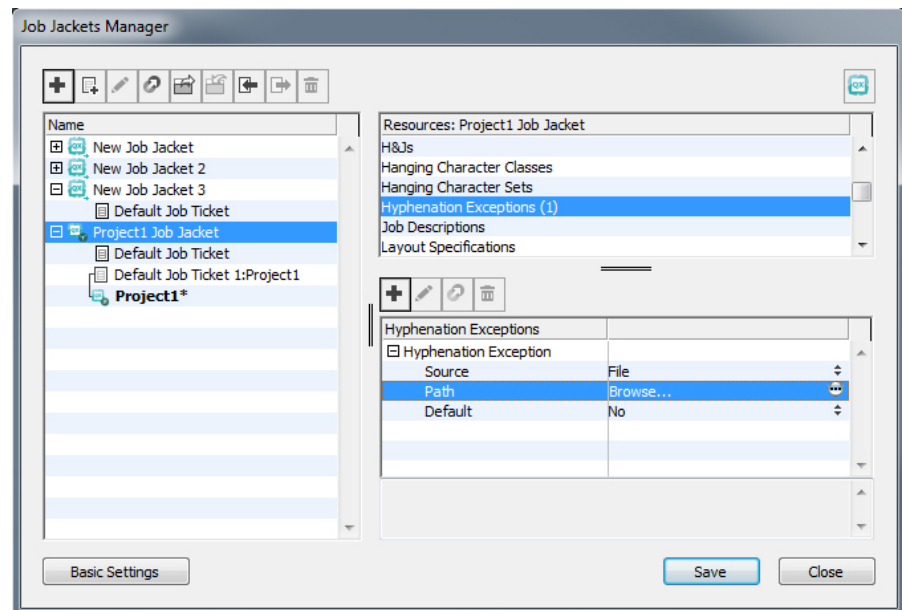 Job Jackets Manager
Name
New Job Jacket
New Job Jacket 2
New Job Jacket 3
Default Job Ticket
Project1 Job Jacket
Default Job Ticket
Default Job Ticket 1:Project1
Project1*
Resources: Project1 Job Jacket
H&Js
Hanging Character Classes
Hanging Character Sets
Hyphenation Exceptions (1)
Job Descriptions
Layout Specifications
Hyphenation Exceptions
Hyphenation Exception
Source File
Path Browse...
Default No
Basic Settings Save Close